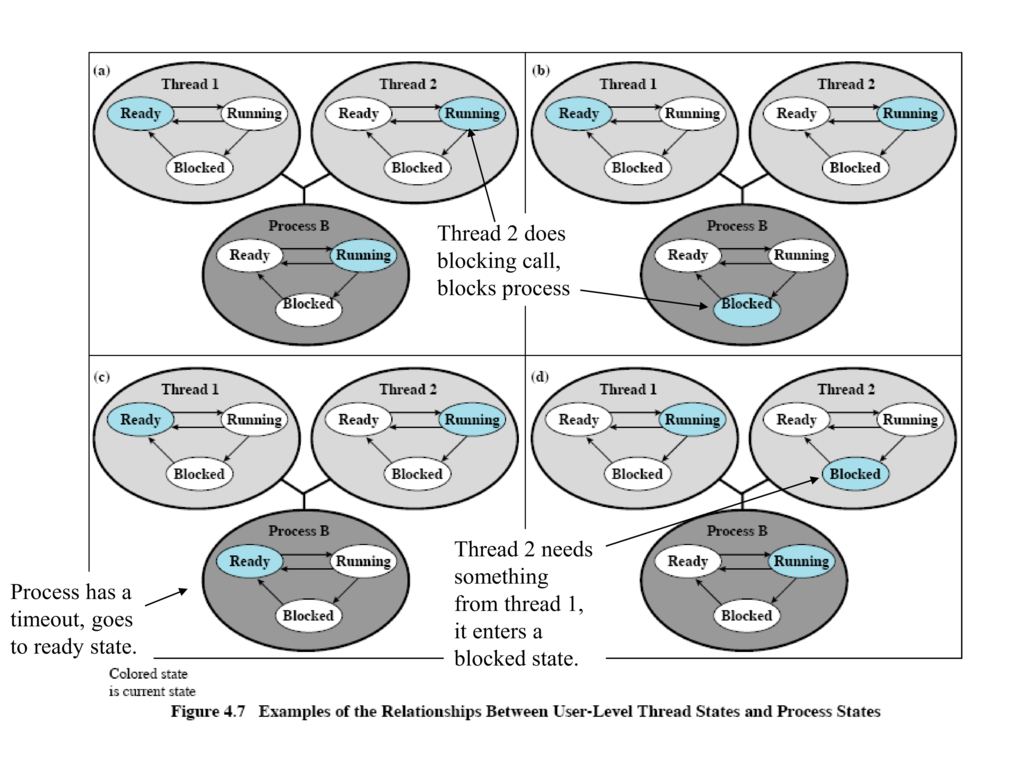 (a)
Thread 1
Ready
Running
Blocked
Thread 2
Ready
Running
Blocked
Process B
Ready
Running
Blocked
(b)
Thread 1
Ready
Running
Blocked
Thread 2
Ready
Running
Blocked
Process B
Ready
Running
Blocked
Thread 2 does
blocking call,
blocks process
(c)
Thread 1
Ready
Running
Blocked
Thread 2
Ready
Running
Blocked
Process B
Ready
Running
Blocked
(d)
Thread 1
Ready
Running
Blocked
Thread 2
Ready
Running
Blocked
Process B
Ready
Running
Blocked
Thread 2 needs
something
from thread 1,
it enters a
blocked state.
Process has a
timeout, goes
to ready state.
Colored state
is current state
Figure 4.7 Examples of the Relationships Between User-Level Thread States and Process States